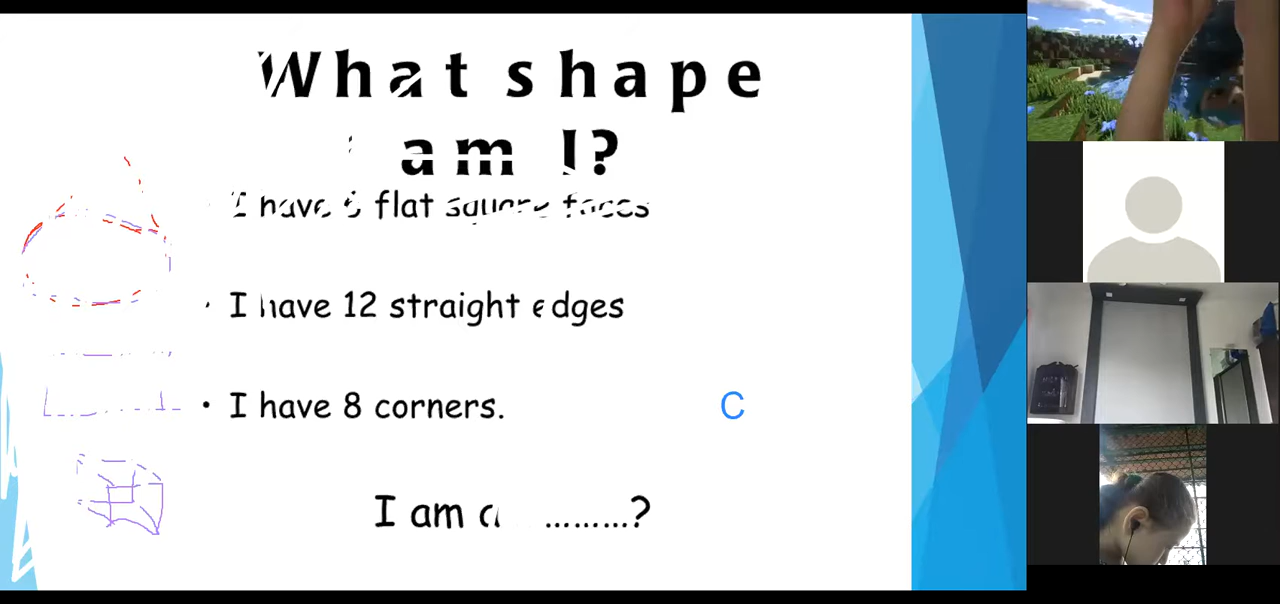 What shape
am I?
I have 6 flat square faces
• I have 12 straight edges
• I have 8 corners.
C
I am a ………?